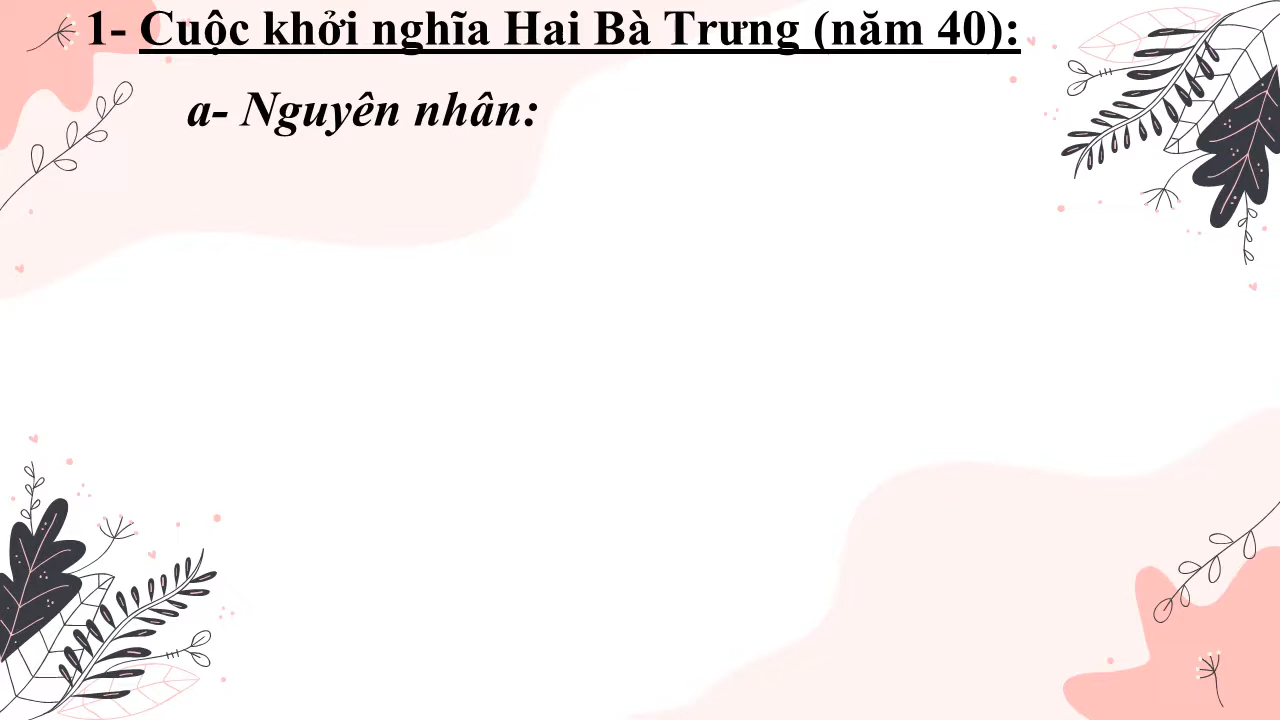 1- Cuộc khởi nghĩa Hai Bà Trưng (năm 40):
a- Nguyên nhân: